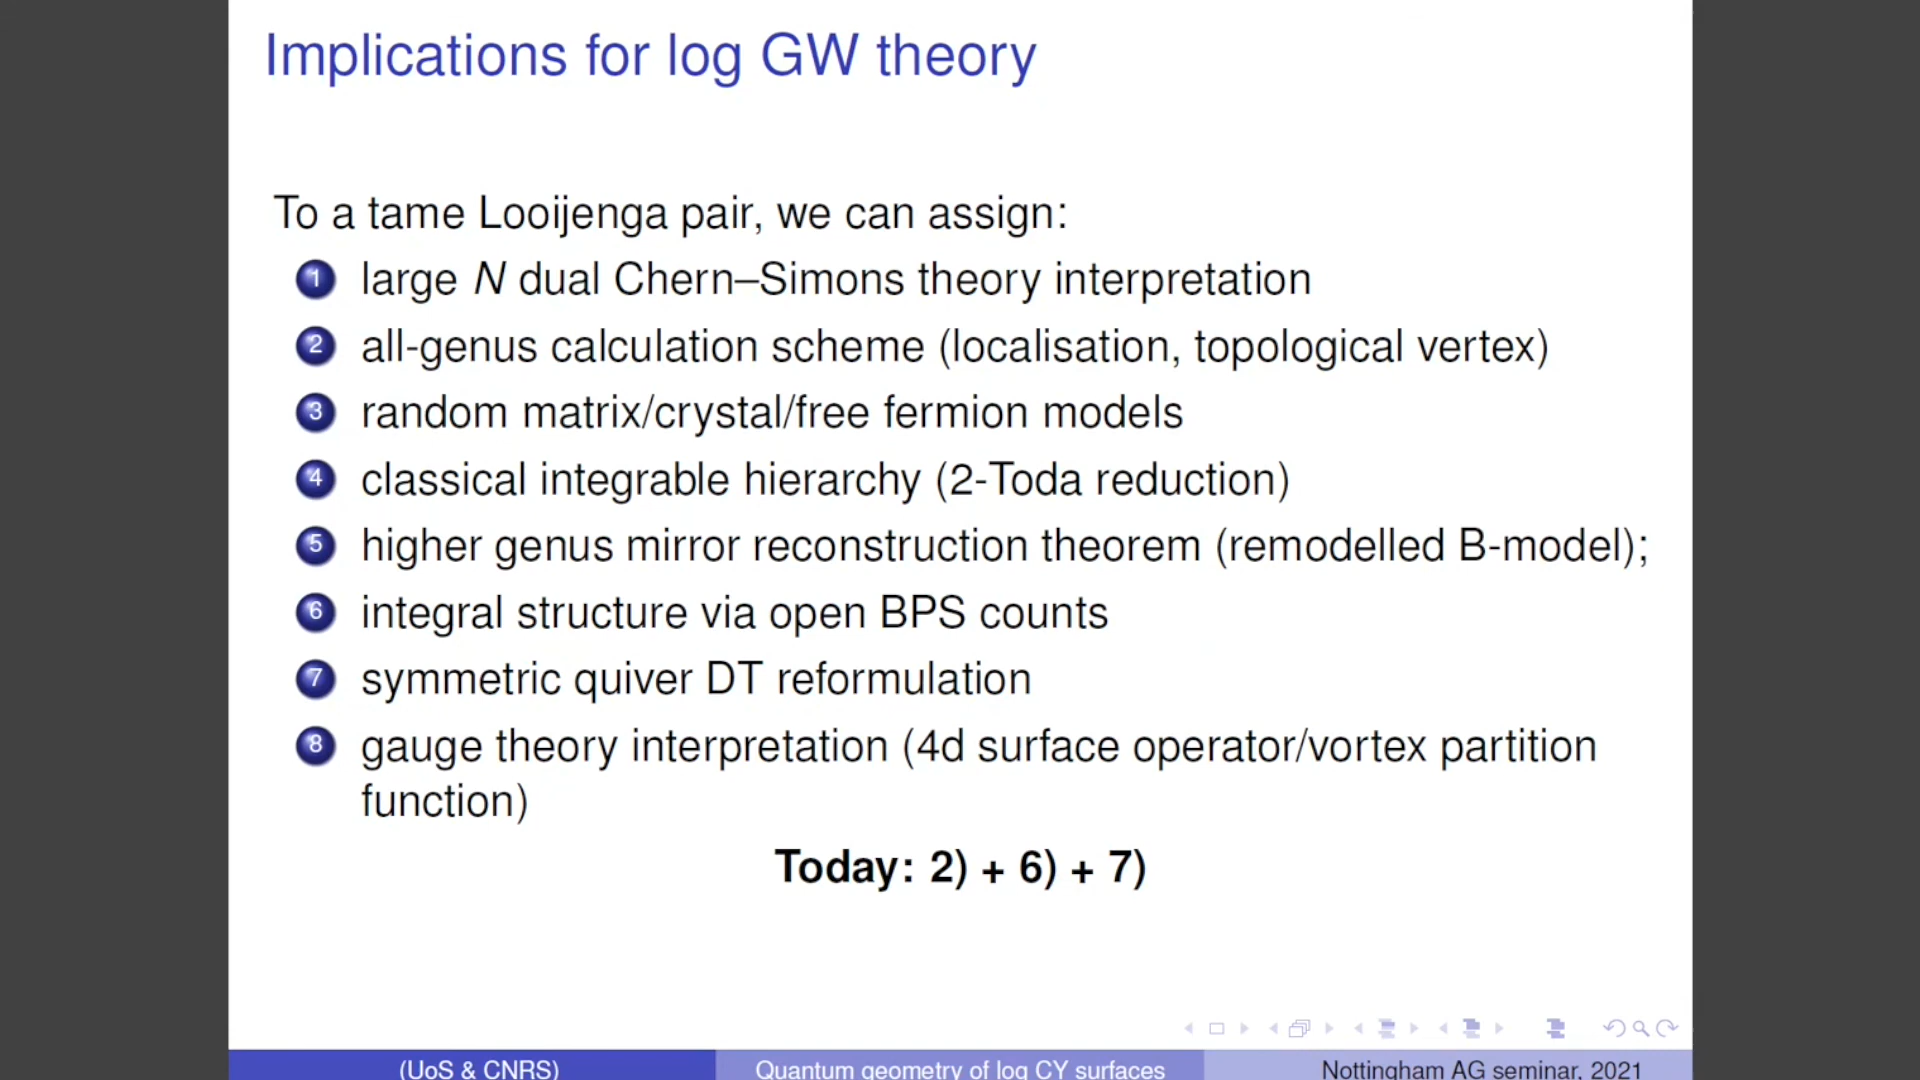 Implications for log GW theory
To a tame Looijenga pair, we can assign:
1 large N dual Chern–Simons theory interpretation
2 all-genus calculation scheme (localisation, topological vertex)
3 random matrix/crystal/free fermion models
4 classical integrable hierarchy (2-Toda reduction)
5 higher genus mirror reconstruction theorem (remodelled B-model);
6 integral structure via open BPS counts
7 symmetric quiver DT reformulation
8 gauge theory interpretation (4d surface operator/vortex partition
function)
Today: 2) + 6) + 7)
(UoS & CNRS) Quantum geometry of log CY surfaces Nottingham AG seminar, 2021